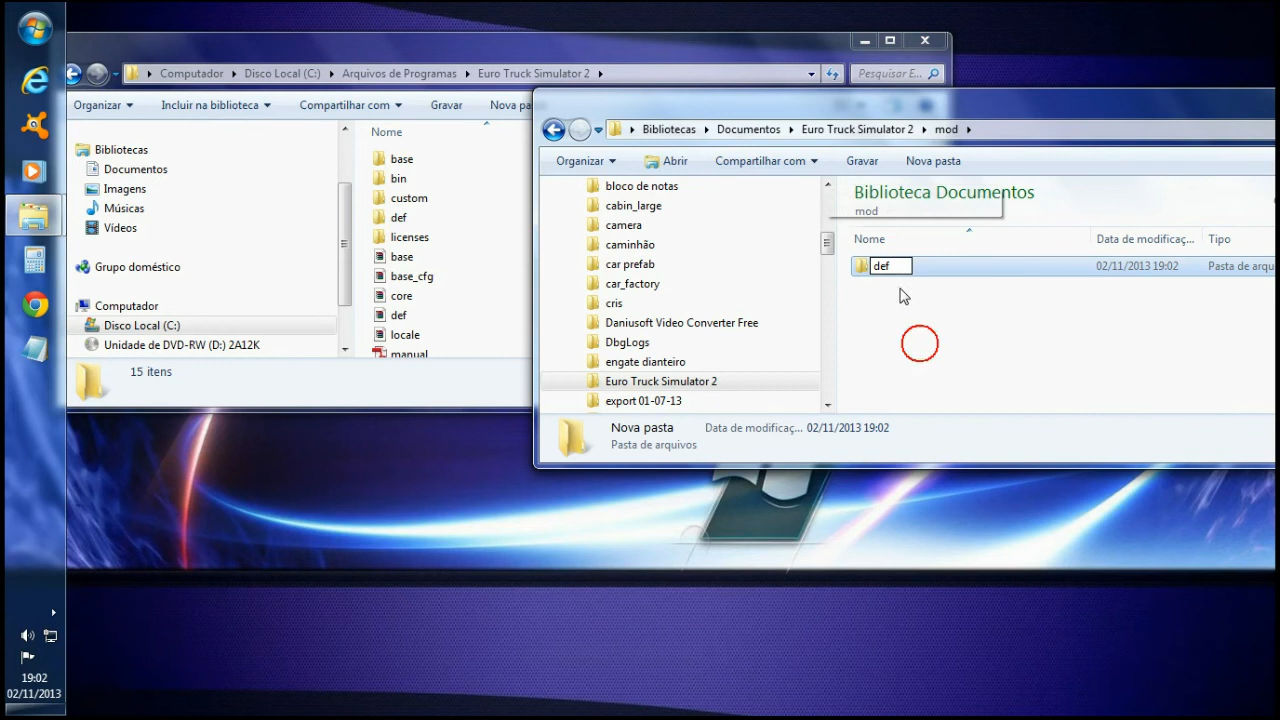 Computador
Disco Local (C:)
Arquivos de Programas
Euro Truck Simulator 2
Pesquisar E...
Organizar
Incluir na biblioteca
Compartilhar com
Gravar
Nova pa
Bibliotecas
Documentos
Imagens
Músicas
Vídeos
Grupo doméstico
Computador
Disco Local (C:)
Unidade de DVD-RW (D:) 2A12K
Nome
base
bin
custom
def
licenses
base
base_cfg
core
def
locale
manual
15 itens
Bibliotecas
Documentos
Euro Truck Simulator 2
mod
Organizar
Abrir
Compartilhar com
Gravar
Nova pasta
bloco de notas
cabin_large
camera
caminhão
car prefab
car_factory
cris
Daniusoft Video Converter Free
DbgLogs
engate dianteiro
Euro Truck Simulator 2
export 01-07-13
Biblioteca Documentos
mod
Nome
Data de modificaç...
Tipo
def
02/11/2013 19:02
Pasta de arqu
Nova pasta
Data de modificaç... 02/11/2013 19:02
Pasta de arquivos
19:02
02/11/2013